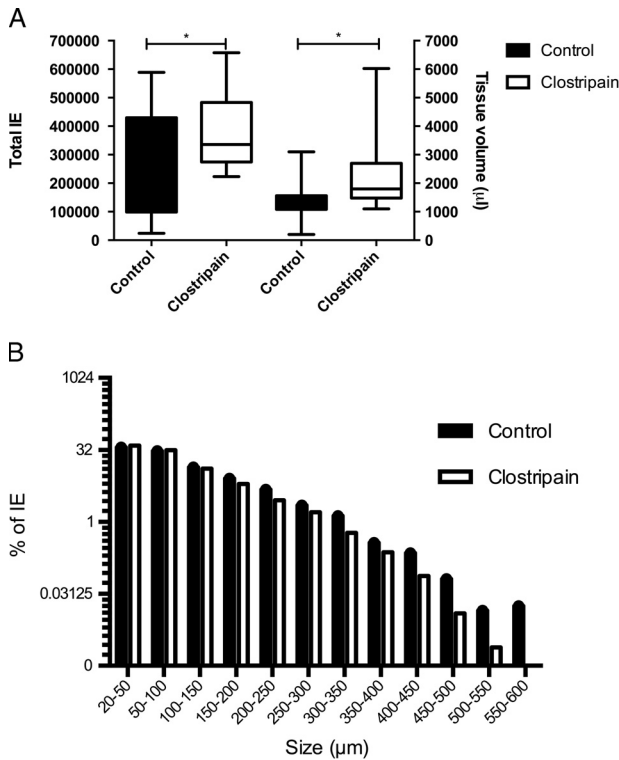 A
700000
600000
500000
400000
300000
200000
100000
0
Total IE
*
*
7000
6000
5000
4000
3000
2000
1000
0
Tissue volume (µl)
Control
Clostripain
Control
Clostripain
Control
Clostripain
B
1024
32
1
0.03125
0
% of IE
Control
Clostripain
20-50
50-100
100-150
150-200
200-250
250-300
300-350
350-400
400-450
450-500
500-550
550-600
Size (µm)